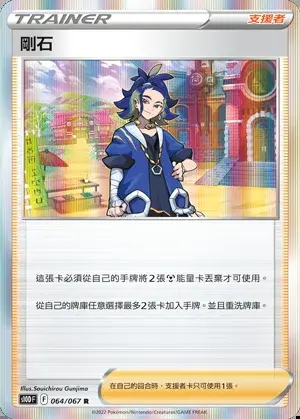 TRAINER 支援者
剛石
這張卡必須從自己的手牌將2張能量卡丟棄才可使用。
從自己的牌庫任意選擇最多2張卡加入手牌。並且重洗牌庫。
Illus. Souichirou Gunjima
S10D F F 064/067 R
在自己的回合時，支援者卡只可使用1張。
©2022 Pokémon/Nintendo/Creatures/GAME FREAK